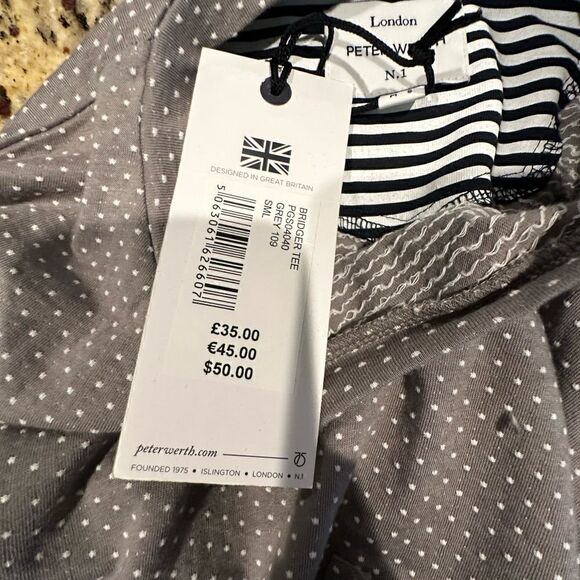 London
PETER WERTH
N.1
DESIGNED IN GREAT BRITAIN
BRIDGER TEE
PGS04040
GREY 109
SML
5063061626607
£35.00
€45.00
$50.00
peterwerth.com
FOUNDED 1975 • ISLINGTON • LONDON • N.1